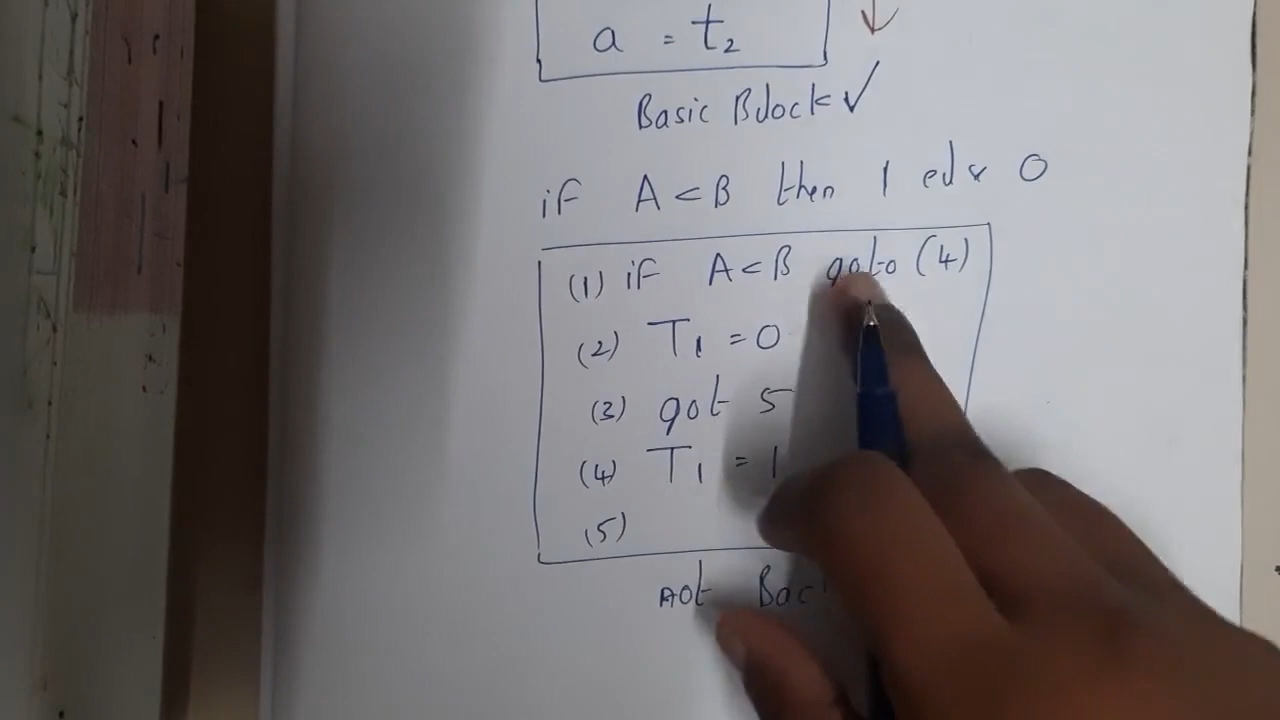 a = t2
Basic Block ✓
if A < B then 1 else 0
(1) if A < B goto (4)
(2) T1 = 0
(3) got 5
(4) T1 = 1
(5)
not